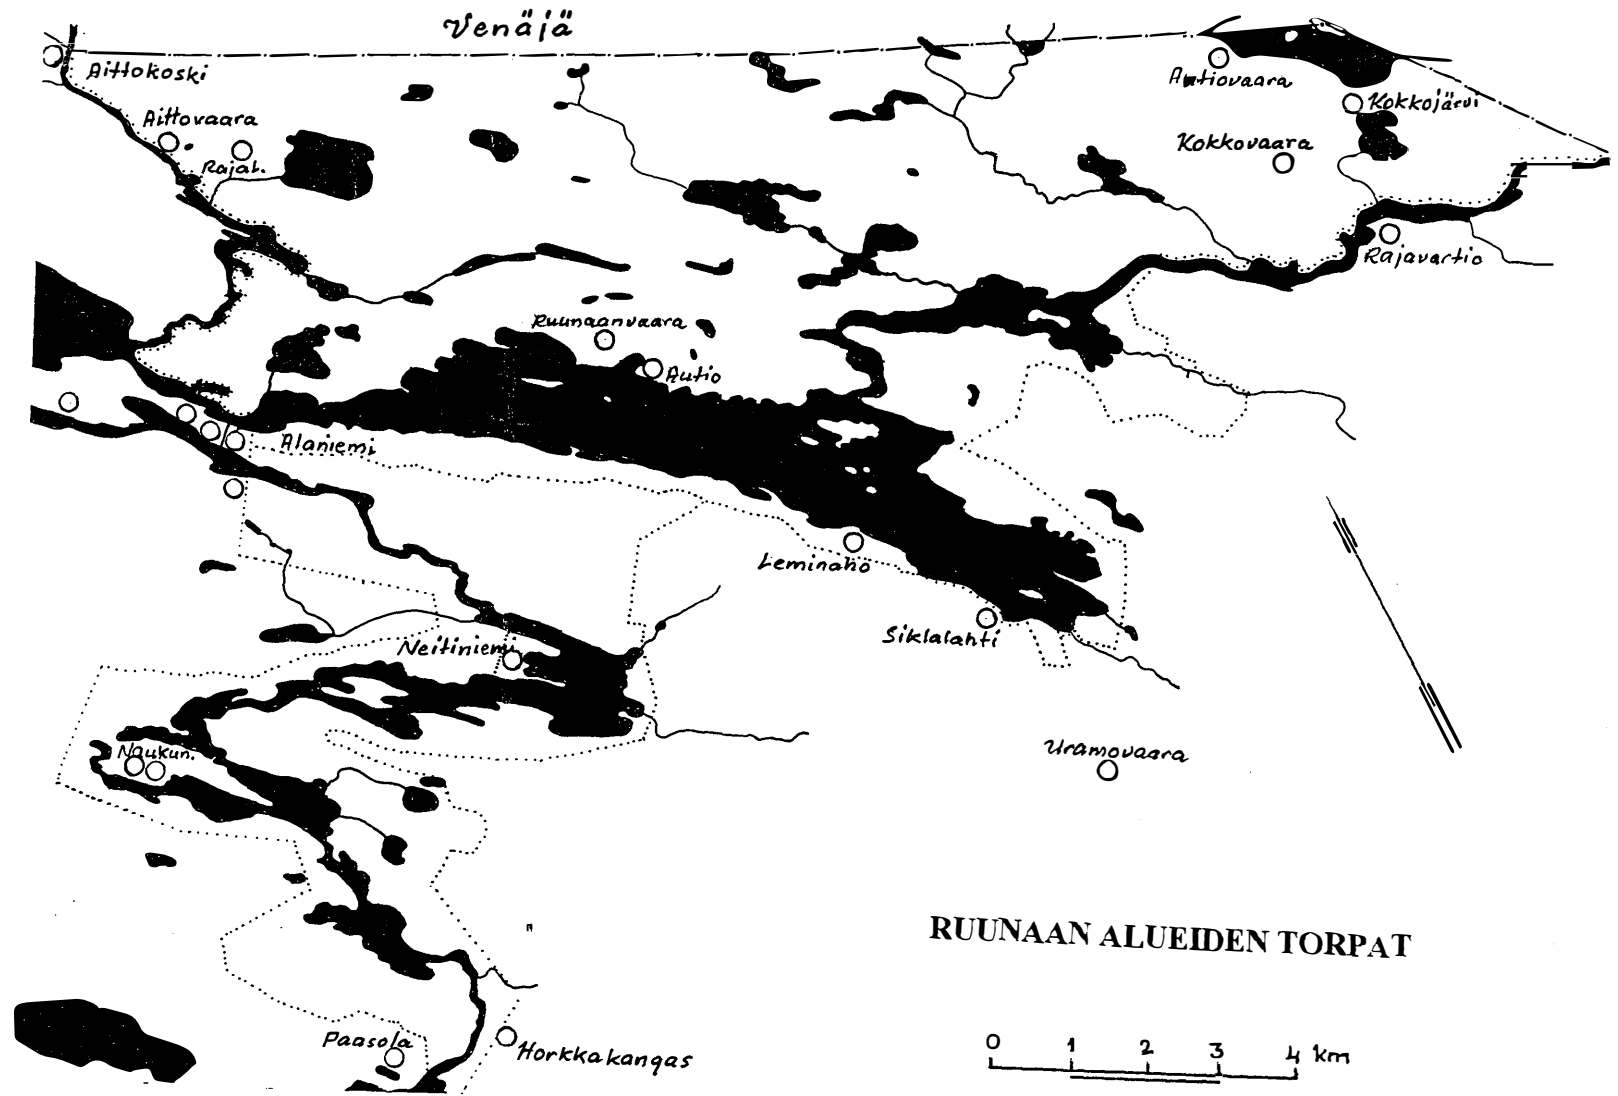 Venäjä
Aittokoski
Autiovaara
Kokkojärvi
Aittovaara
Kokkovaara
Rajat.
Rajavartio
Ruunaanvaara
Autio
Alaniemi
Leminaho
Siklalahti
Neitiniemi
Naukun.
Uramovaara
RUUNAAN ALUEIDEN TORPAT
Paasola
Horkkakangas
0 1 2 3 4 km